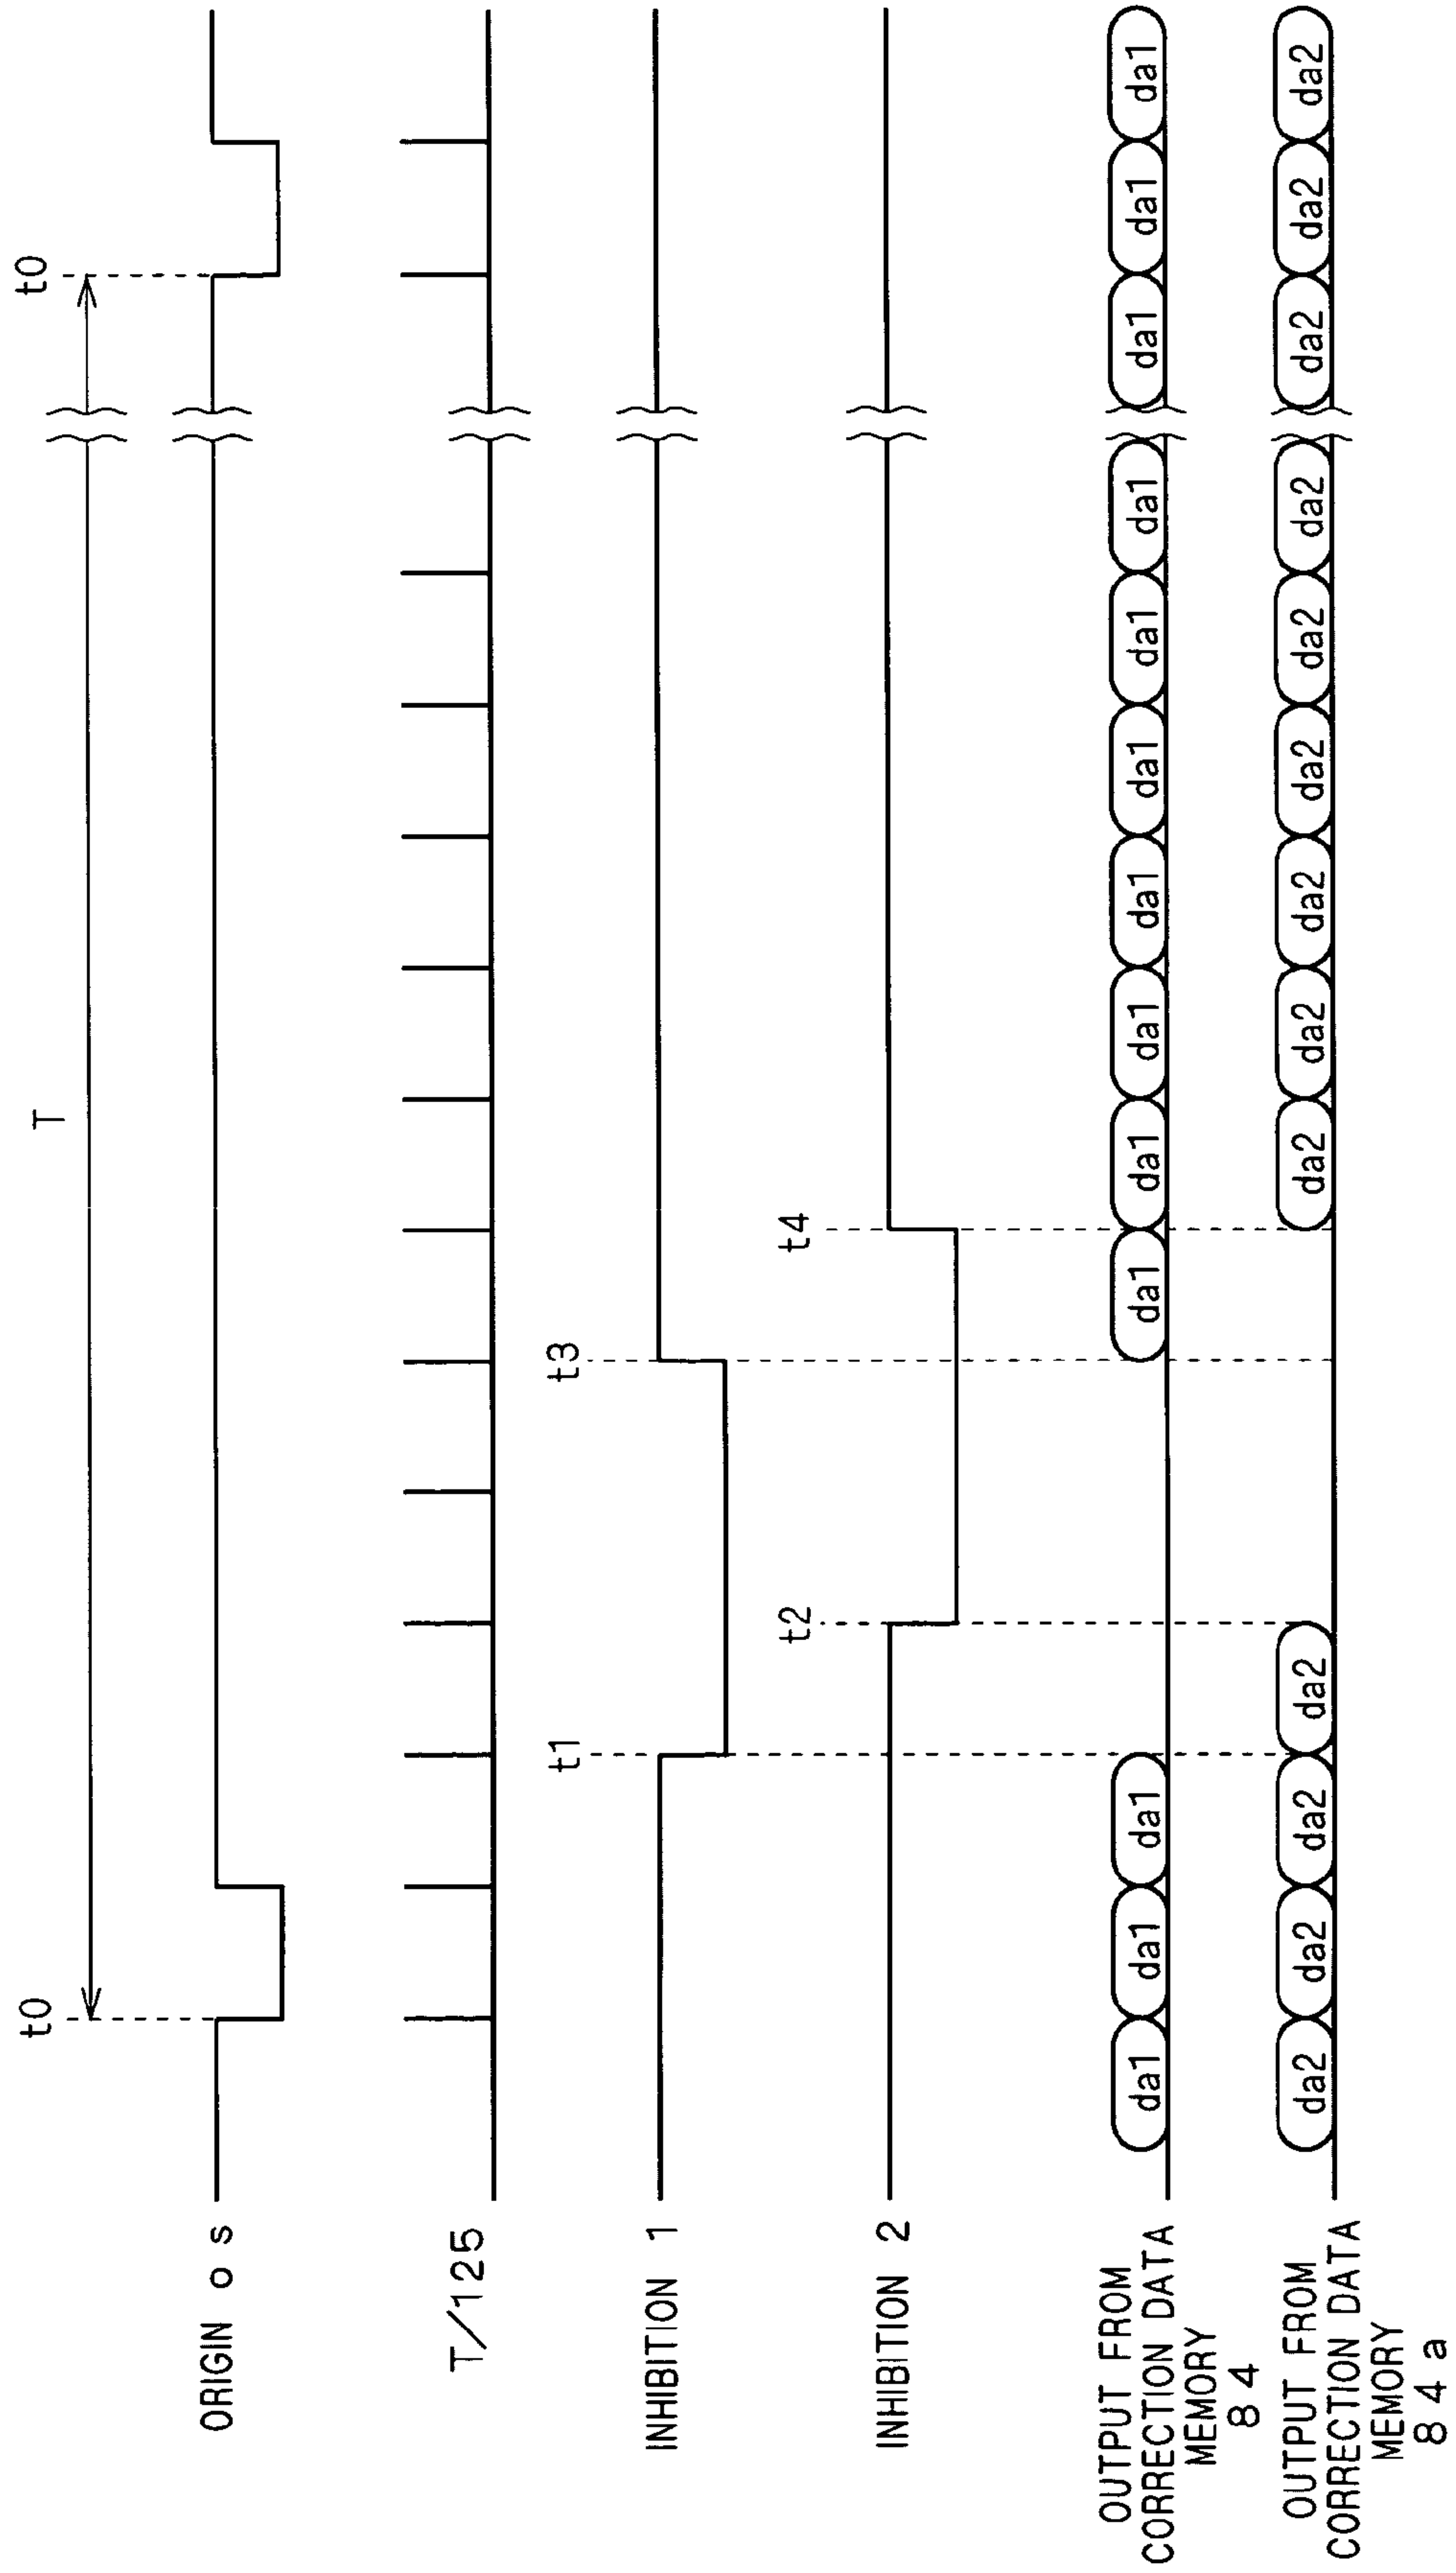 t0 T t0
ORIGIN o s
T/125
t1 t3
INHIBITION 1
t2 t4
INHIBITION 2
OUTPUT FROM
CORRECTION DATA
MEMORY
84
da1 da1 da1 da1 da1 da1 da1 da1 da1 da1 da1 da1 da1
OUTPUT FROM
CORRECTION DATA
MEMORY
84a
da2 da2 da2 da2 da2 da2 da2 da2 da2 da2 da2 da2 da2